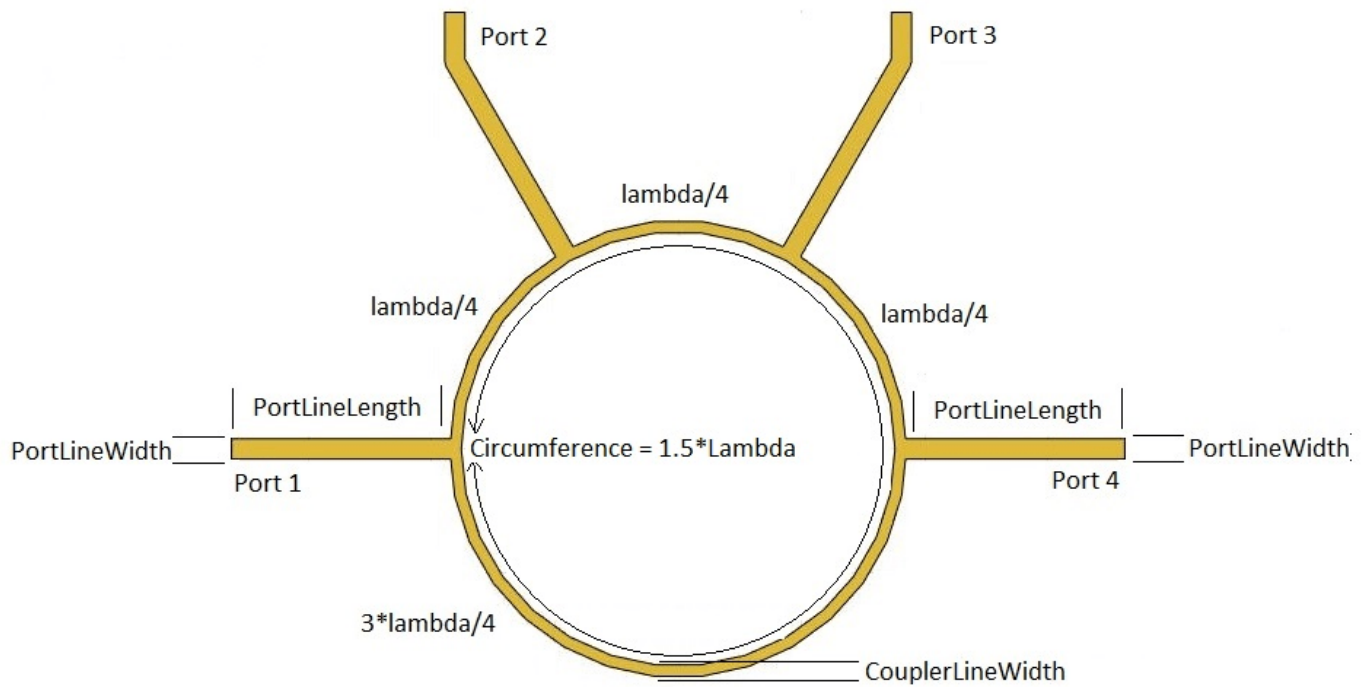 Port 2
Port 3
lambda/4
lambda/4
lambda/4
PortLineLength
PortLineLength
PortLineWidth
Circumference = 1.5*Lambda
PortLineWidth
Port 1
Port 4
3*lambda/4
CouplerLineWidth